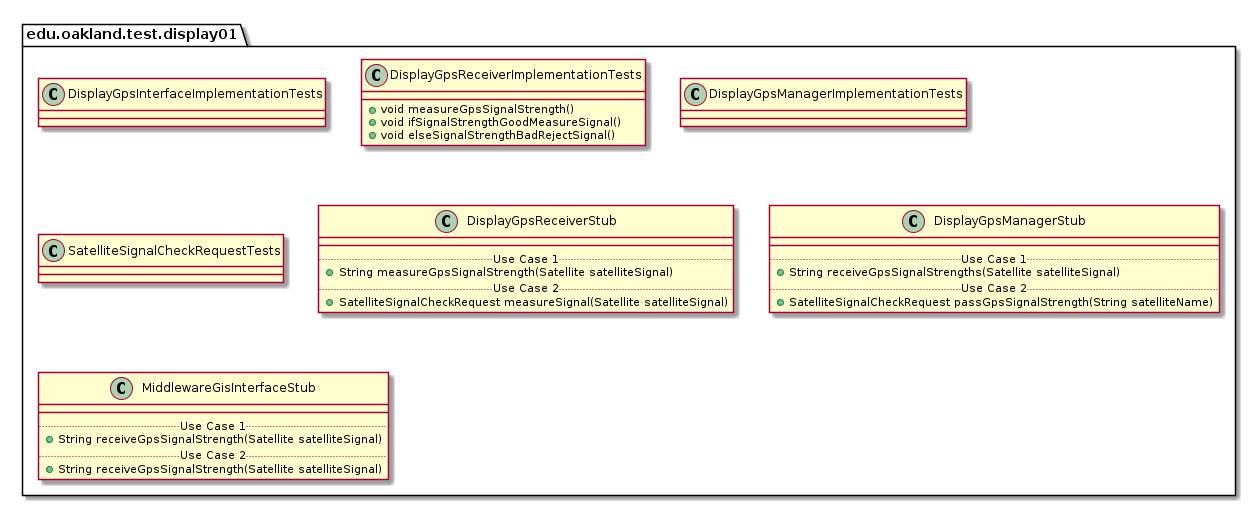 edu.oakland.test.display01
C DisplayGpsInterfaceImplementationTests
C DisplayGpsReceiverImplementationTests
void measureGpsSignalStrength()
void ifSignalStrengthGoodMeasureSignal()
void elseSignalStrengthBadRejectSignal()
C DisplayGpsManagerImplementationTests
C SatelliteSignalCheckRequestTests
C DisplayGpsReceiverStub
Use Case 1
String measureGpsSignalStrength(Satellite satelliteSignal)
Use Case 2
SatelliteSignalCheckRequest measureSignal(Satellite satelliteSignal)
C DisplayGpsManagerStub
Use Case 1
String receiveGpsSignalStrengths(Satellite satelliteSignal)
Use Case 2
SatelliteSignalCheckRequest passGpsSignalStrength(String satelliteName)
C MiddlewareGisInterfaceStub
Use Case 1
String receiveGpsSignalStrength(Satellite satelliteSignal)
Use Case 2
String receiveGpsSignalStrength(Satellite satelliteSignal)